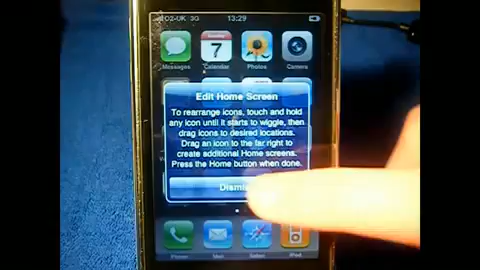 O2-UK 3G 13:29
Sunday
7
Messages Calendar Photos Camera
Edit Home Screen
To rearrange icons, touch and hold
any icon until it starts to wiggle, then
drag icons to desired locations.
Drag an icon to the far right to
create additional Home screens.
Press the Home button when done.
Phone Mail Safari iPod